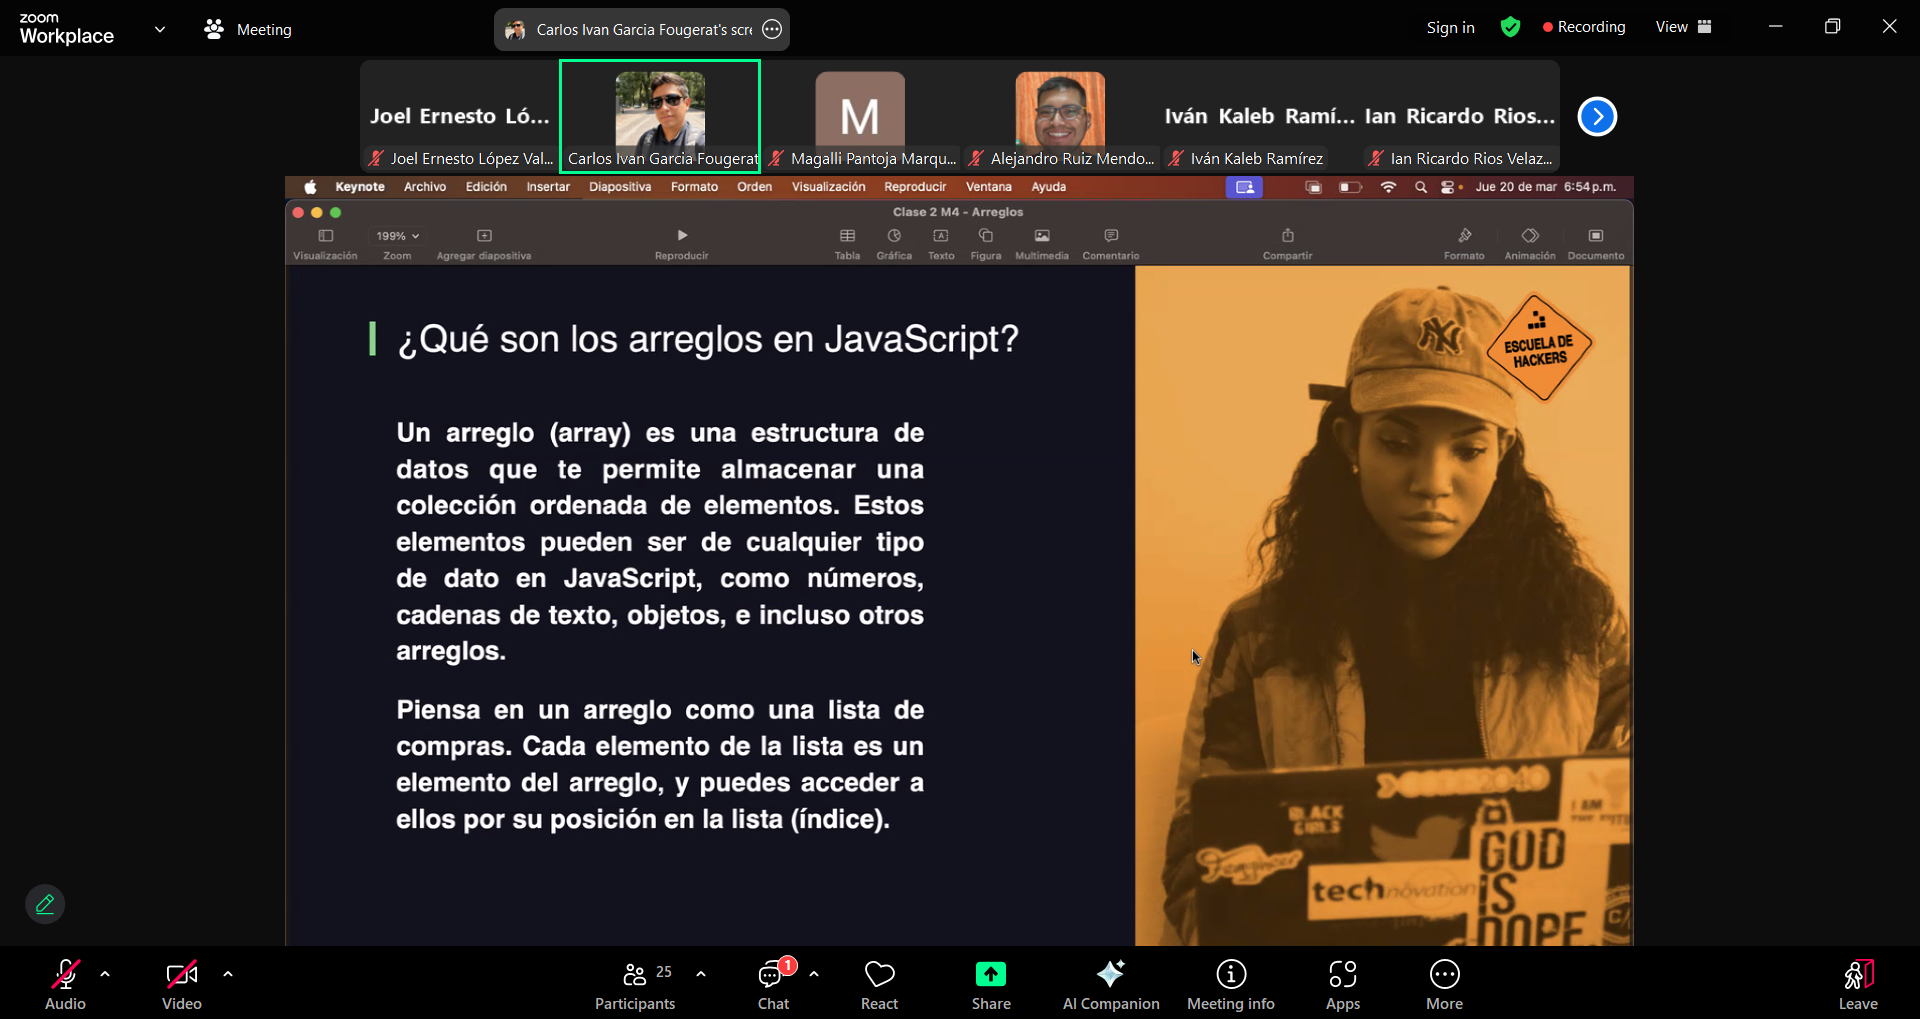 zoom
Workplace
Meeting
Carlos Ivan Garcia Fougerat's scre
Sign in
Recording
View
Joel Ernesto Ló...
M
Iván Kaleb Ramí...
Ian Ricardo Rios...
Joel Ernesto López Val...
Carlos Ivan Garcia Fougerat
Magalli Pantoja Marqu...
Alejandro Ruiz Mendo...
Iván Kaleb Ramírez
Ian Ricardo Rios Velaz...
Keynote Archivo Edición Insertar Diapositiva Formato Orden Visualización Reproducir Ventana Ayuda
Jue 20 de mar 6:54 p.m.
Clase 2 M4 - Arreglos
199%
Visualización Zoom Agregar diapositiva Reproducir Tabla Gráfica Texto Figura Multimedia Comentario Compartir Formato Animación Documento
¿Qué son los arreglos en JavaScript?
Un arreglo (array) es una estructura de
datos que te permite almacenar una
colección ordenada de elementos. Estos
elementos pueden ser de cualquier tipo
de dato en JavaScript, como números,
cadenas de texto, objetos, e incluso otros
arreglos.
Piensa en un arreglo como una lista de
compras. Cada elemento de la lista es un
elemento del arreglo, y puedes acceder a
ellos por su posición en la lista (índice).
NY
ESCUELA DE
HACKERS
2040
BLACK
GIRLS
I AM
THE
technovation
GOD
IS
DOPE
Audio
Video
25
Participants
1
Chat
React
Share
AI Companion
Meeting info
Apps
More
Leave